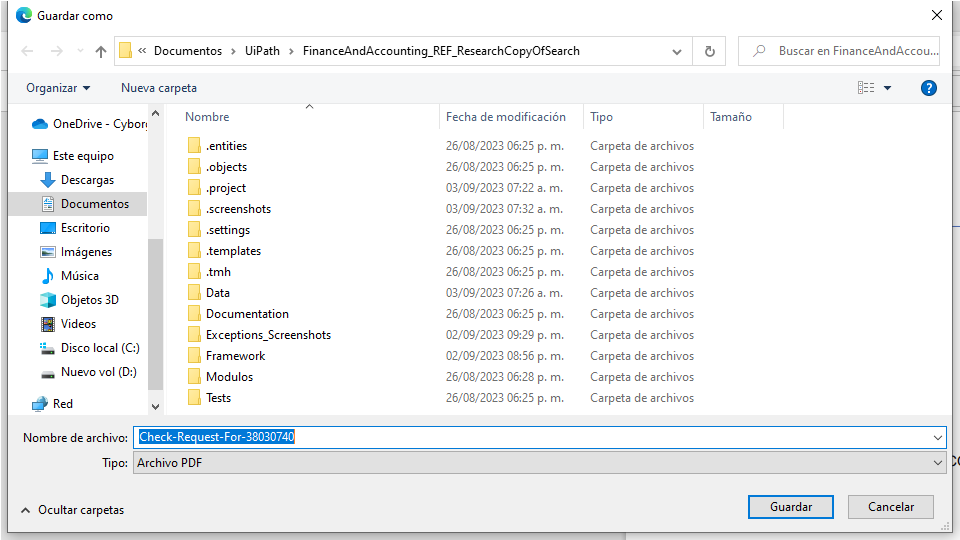 Guardar como
« Documentos › UiPath › FinanceAndAccounting_REF_ResearchCopyOfSearch
Buscar en FinanceAndAccou...
Organizar
Nueva carpeta
OneDrive - Cyborg
Este equipo
Descargas
Documentos
Escritorio
Imágenes
Música
Objetos 3D
Videos
Disco local (C:)
Nuevo vol (D:)
Red
Nombre Fecha de modificación Tipo Tamaño
.entities 26/08/2023 06:25 p. m. Carpeta de archivos
.objects 26/08/2023 06:25 p. m. Carpeta de archivos
.project 03/09/2023 07:22 a. m. Carpeta de archivos
.screenshots 03/09/2023 07:32 a. m. Carpeta de archivos
.settings 26/08/2023 06:25 p. m. Carpeta de archivos
.templates 26/08/2023 06:25 p. m. Carpeta de archivos
.tmh 26/08/2023 06:25 p. m. Carpeta de archivos
Data 03/09/2023 07:26 a. m. Carpeta de archivos
Documentation 26/08/2023 06:25 p. m. Carpeta de archivos
Exceptions_Screenshots 02/09/2023 09:29 p. m. Carpeta de archivos
Framework 02/09/2023 08:56 p. m. Carpeta de archivos
Modulos 26/08/2023 06:28 p. m. Carpeta de archivos
Tests 26/08/2023 06:25 p. m. Carpeta de archivos
Nombre de archivo: Check-Request-For-38030740
Tipo: Archivo PDF
Ocultar carpetas
Guardar
Cancelar